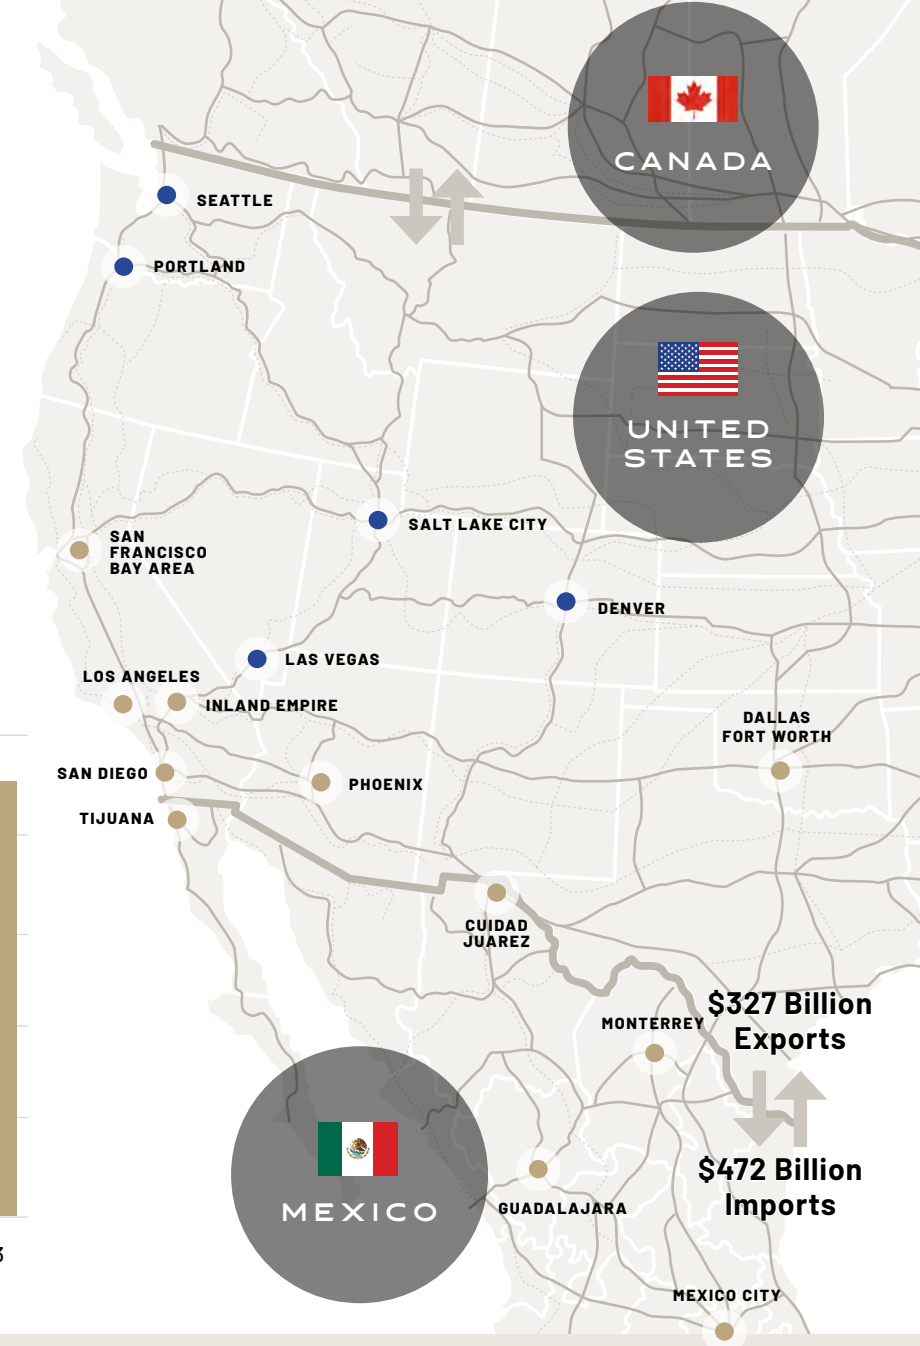 CANADA
SEATTLE
PORTLAND
UNITED
STATES
SALT LAKE CITY
SAN
FRANCISCO
BAY AREA
DENVER
LAS VEGAS
LOS ANGELES
INLAND EMPIRE
DALLAS
FORT WORTH
SAN DIEGO
PHOENIX
TIJUANA
CUIDAD
JUAREZ
$327 Billion
Exports
MONTERREY
$472 Billion
Imports
MEXICO
GUADALAJARA
3
MEXICO CITY